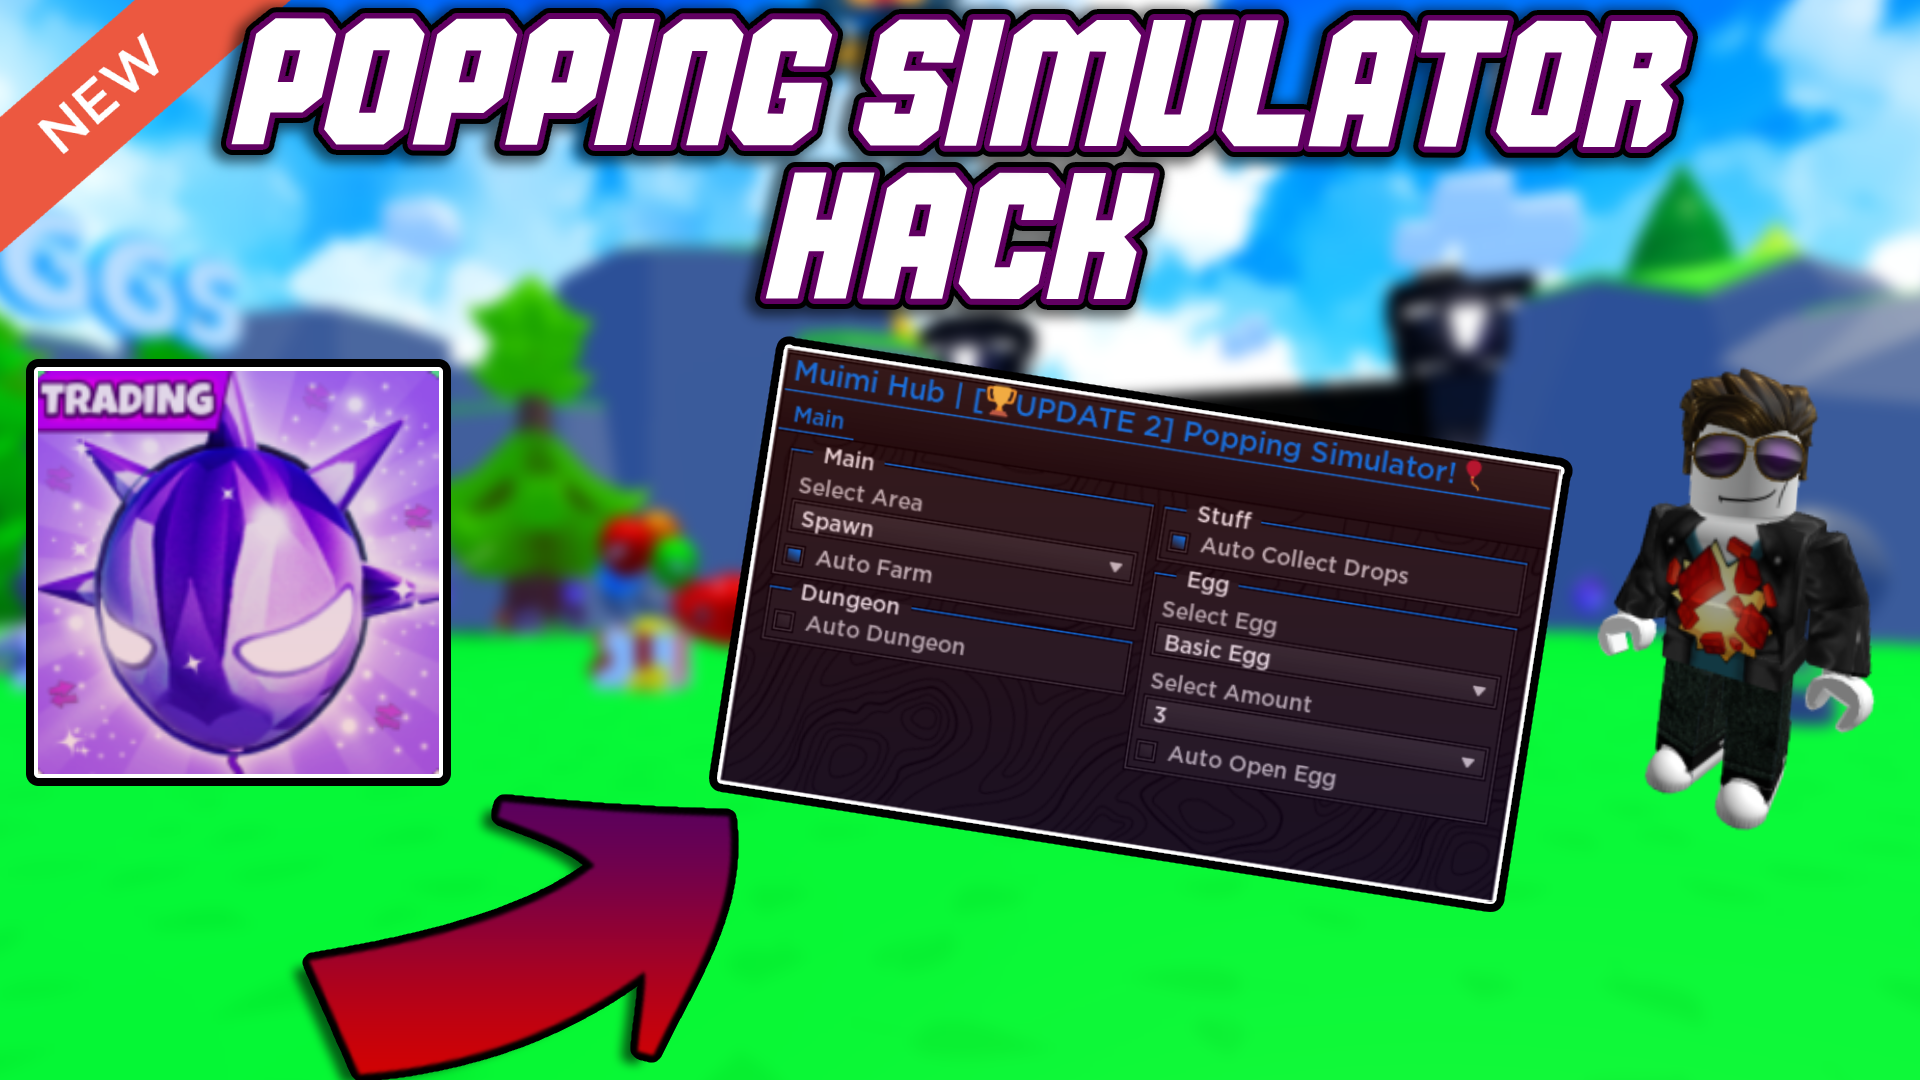 NEW
POPPING SIMULATOR
HACK
GGS
TRADING
Muimi Hub | [🏆UPDATE 2] Popping Simulator!🎈
Main
Main
Select Area
Spawn
Auto Farm
Dungeon
Auto Dungeon
Stuff
Auto Collect Drops
Egg
Select Egg
Basic Egg
Select Amount
3
Auto Open Egg